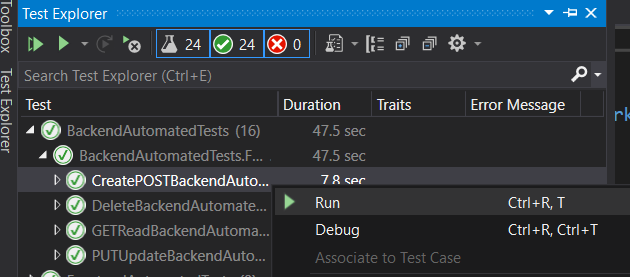 Test Explorer
Toolbox
Test Explorer
24 24 0
Search Test Explorer (Ctrl+E)
Test Duration Traits Error Message
BackendAutomatedTests (16) 47.5 sec
BackendAutomatedTests.F... 47.5 sec
CreatePOSTBackendAuto... 7.8 sec
DeleteBackendAutomate...
GETReadBackendAutoma...
PUTUpdateBackendAuto...
Run Ctrl+R, T
Debug Ctrl+R, Ctrl+T
Associate to Test Case